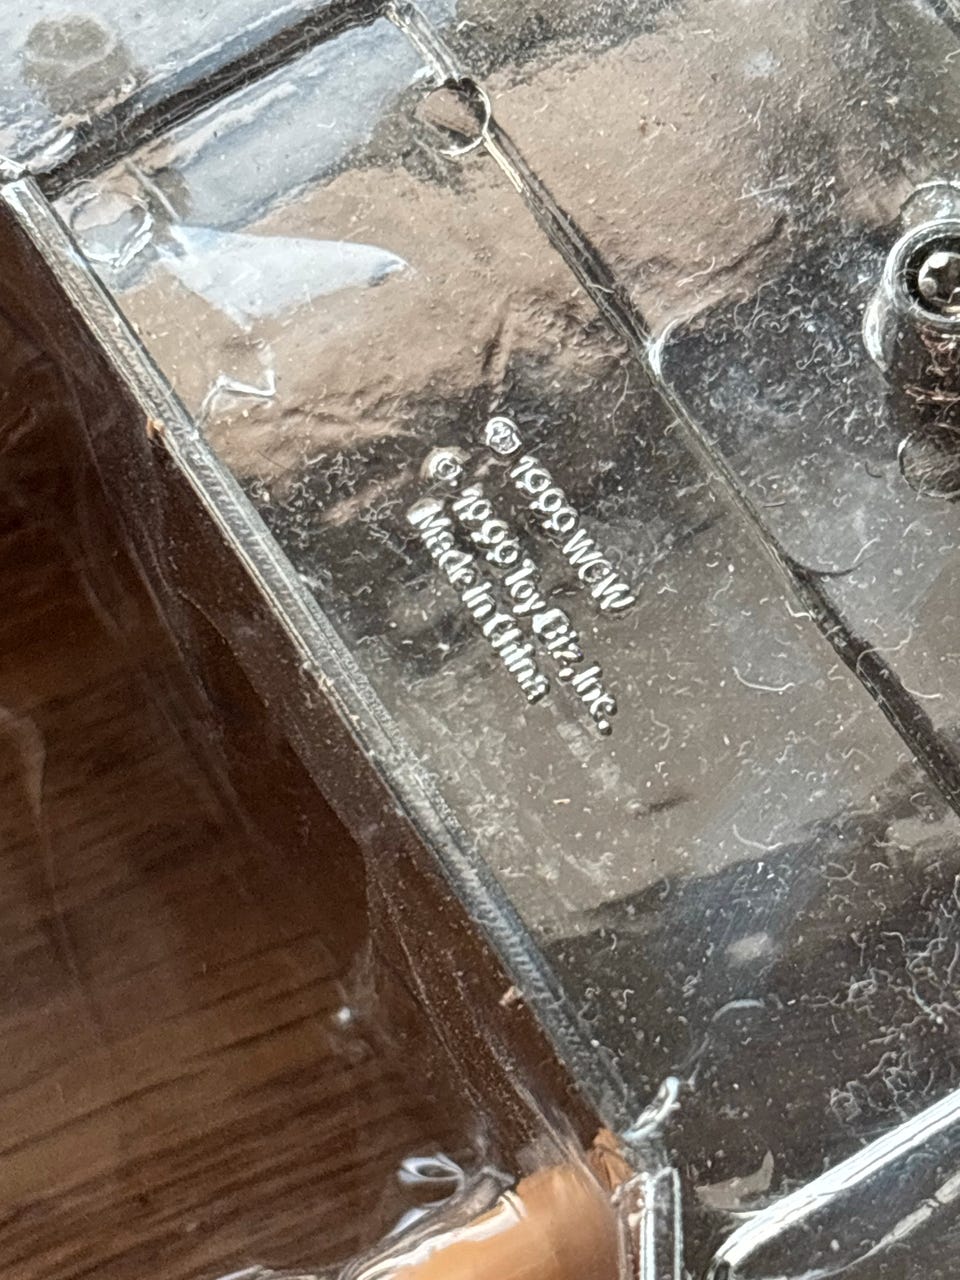 © 1999 WCW
© 1999 Toy Biz, Inc.
Made In China